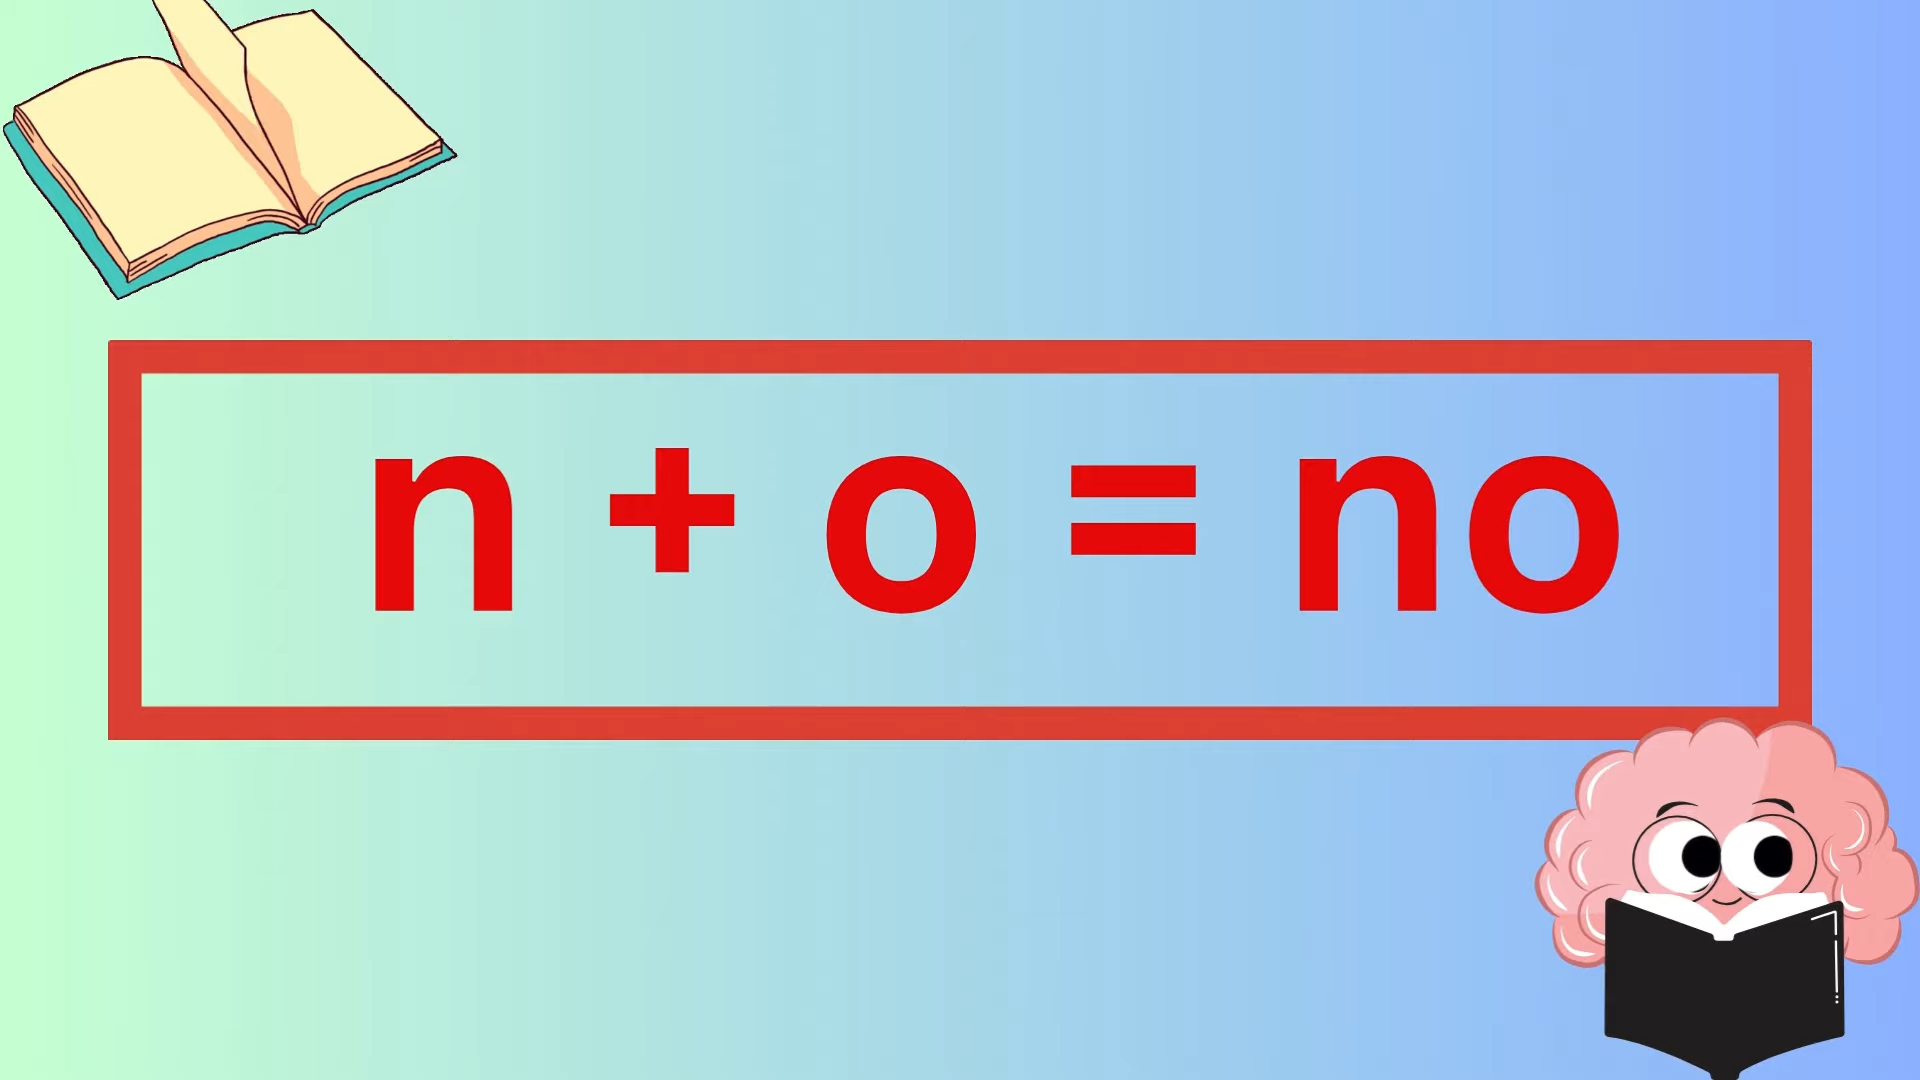 n + o = no